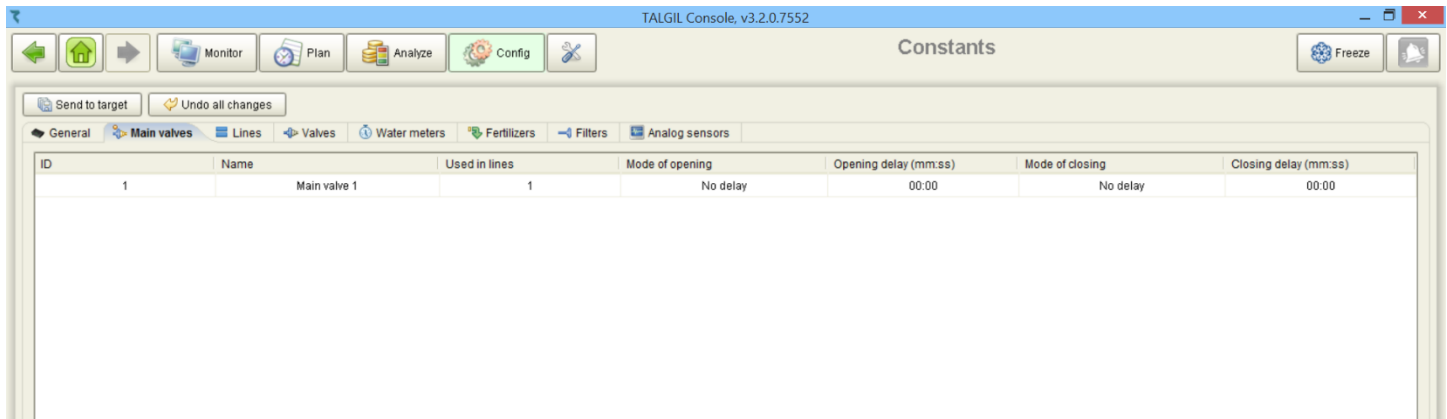 TALGIL Console, v3.2.0.7552
Monitor Plan Analyze Config Constants Freeze
Send to target Undo all changes
General Main valves Lines Valves Water meters Fertilizers Filters Analog sensors
ID Name Used in lines Mode of opening Opening delay (mm:ss) Mode of closing Closing delay (mm:ss)
1 Main valve 1 1 No delay 00:00 No delay 00:00